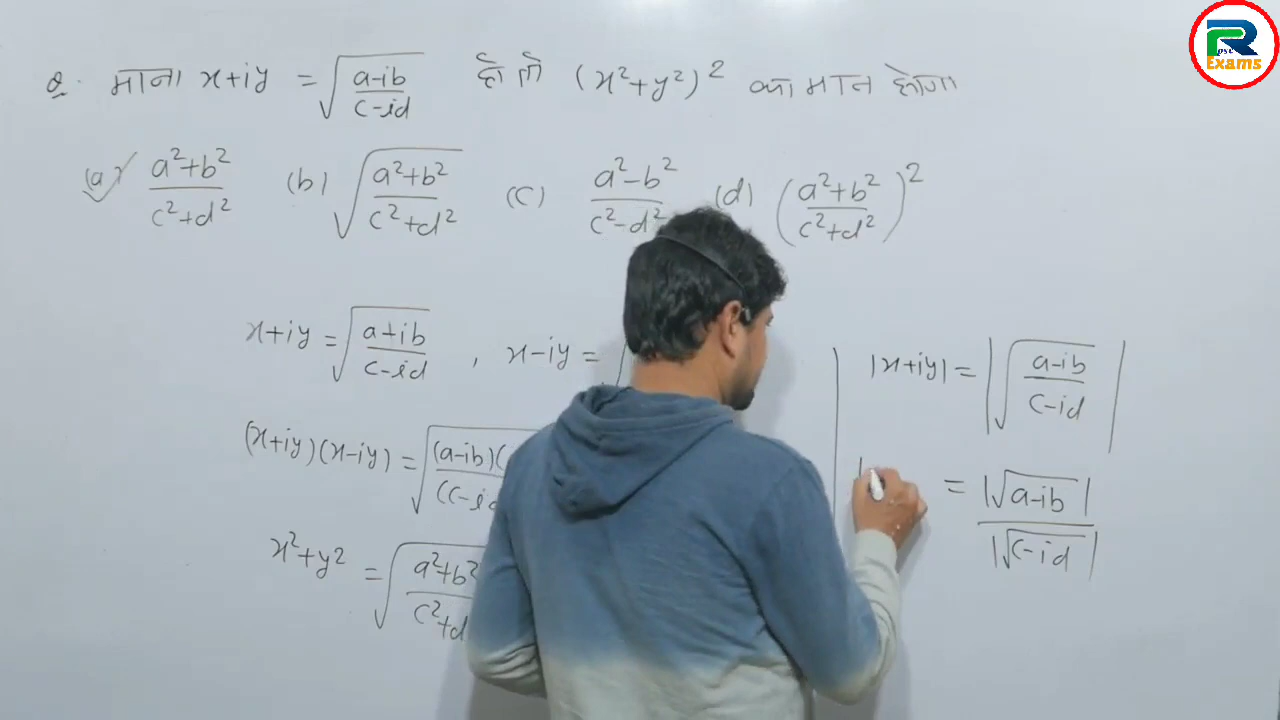 Q. माना x+iy = √((a-ib)/(c-id)) हो तो (x²+y²)² का मान होगा
(a) (a²+b²)/(c²+d²) (b) √((a²+b²)/(c²+d²)) (c) (a²-b²)/(c²-d²) (d) ((a²+b²)/(c²+d²))²
x+iy = √((a+ib)/(c-id)) , x-iy =
(x+iy)(x-iy) = √((a-ib)(/(c-id
x²+y² = √(a²+b²/c²+d
|x+iy| = |√((a-ib)/(c-id))|
= |√(a-ib)|/|√(c-id)|
PR
Exams